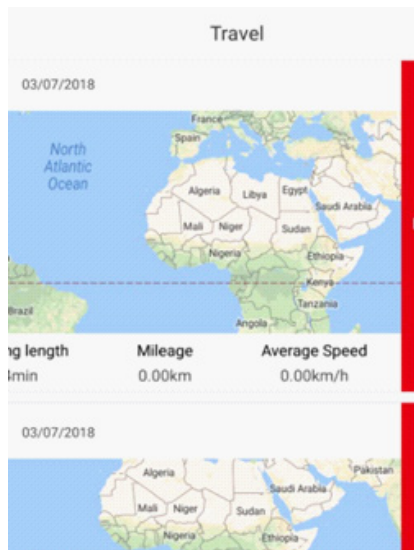 Travel
03/07/2018
France
Spain
North
Atlantic
Ocean
Algeria
Libya
Egypt
Saudi Arabia
Mali
Niger
Sudan
Nigeria
Ethiopia
Kenya
Brazil
Tanzania
Angola
ng length Mileage Average Speed
min 0.00km 0.00km/h
03/07/2018
Algeria
Pakistan
Saudi Arabia
Mali
Niger
Sudan
Nigeria
Ethiopia